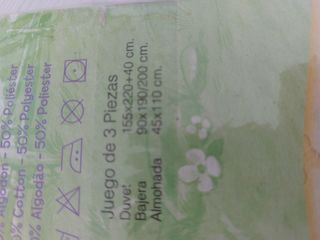 % Algodón - 50% Poliéster
% Cotton - 50% Polyester
% Algodão - 50% Poliester
Juego de 3 Piezas
Duvet 155x220+40 cm.
Bajera 90x190/200 cm.
Almohada 45x110 cm.